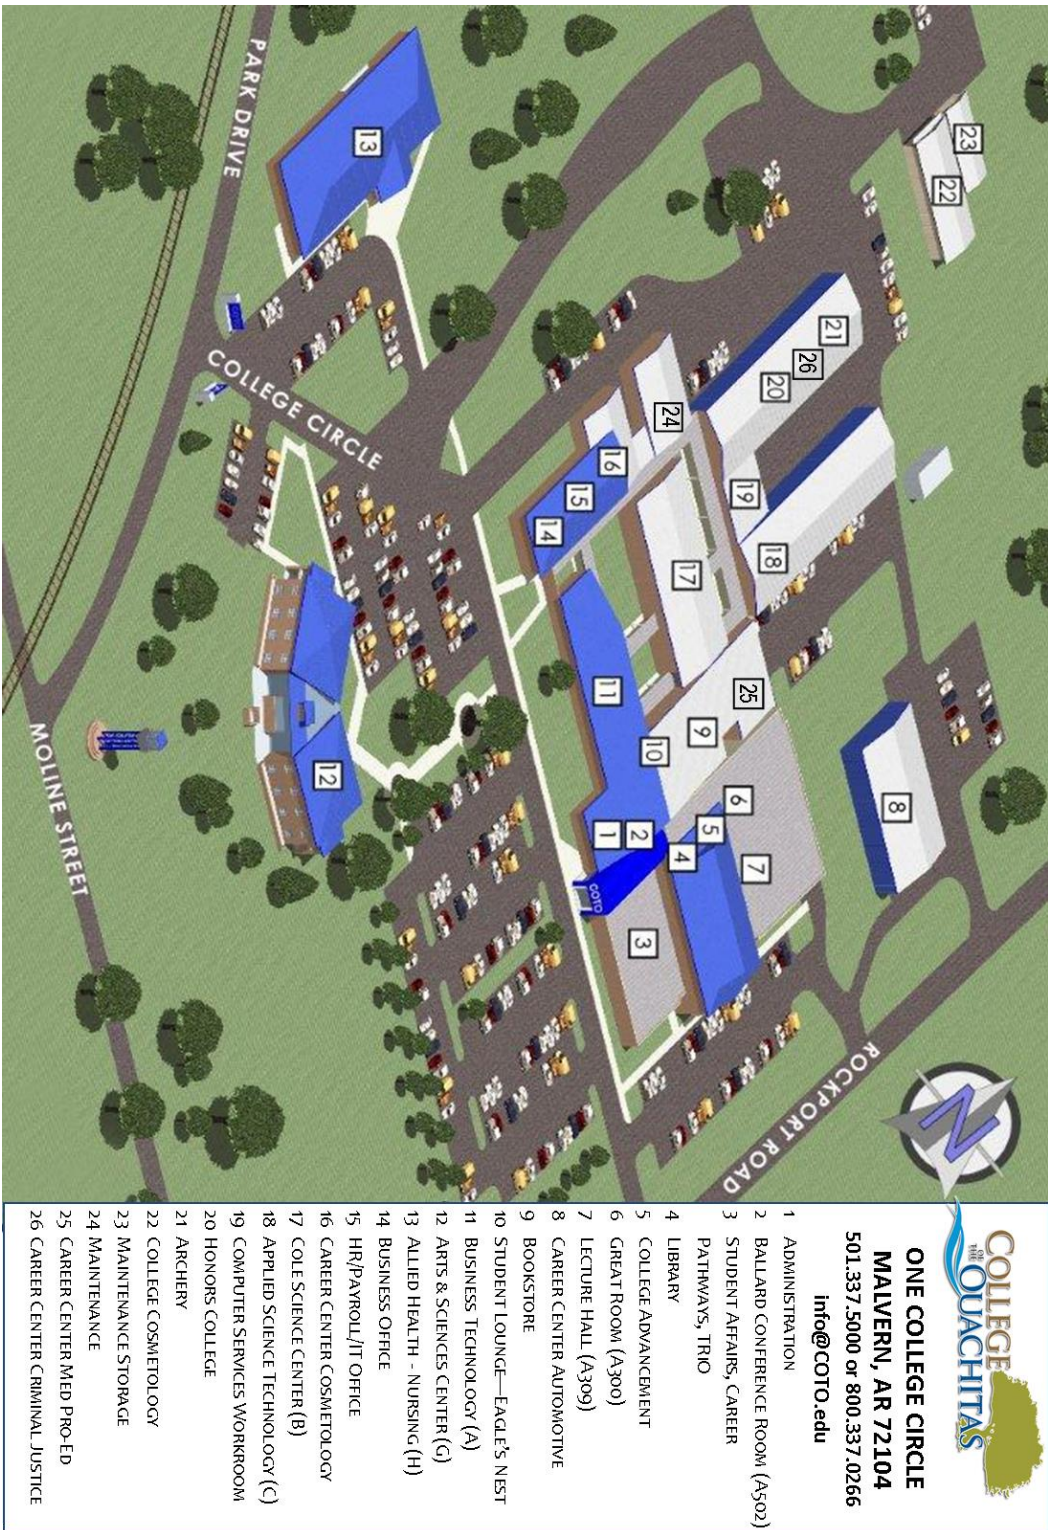 PARK DRIVE
COLLEGE CIRCLE
MOLINE STREET
ROCKPORT ROAD
COTO
N
13
23
22
21
26
20
24
16
15
14
19
18
17
25
11
10
9
12
8
6
5
7
1
2
4
3
COLLEGE
OF THE
OUACHITAS
ONE COLLEGE CIRCLE
MALVERN, AR 72104
501.337.5000 or 800.337.0266
info@COTO.edu
1 ADMINISTRATION
2 BALLARD CONFERENCE ROOM (A502)
3 STUDENT AFFAIRS, CAREER
PATHWAYS, TRIO
4 LIBRARY
5 COLLEGE ADVANCEMENT
6 GREAT ROOM (A300)
7 LECTURE HALL (A309)
8 CAREER CENTER AUTOMOTIVE
9 BOOKSTORE
10 STUDENT LOUNGE—EAGLE'S NEST
11 BUSINESS TECHNOLOGY (A)
12 ARTS & SCIENCES CENTER (G)
13 ALLIED HEALTH - NURSING (H)
14 BUSINESS OFFICE
15 HR/PAYROLL/IT OFFICE
16 CAREER CENTER COSMETOLOGY
17 COLE SCIENCE CENTER (B)
18 APPLIED SCIENCE TECHNOLOGY (C)
19 COMPUTER SERVICES WORKROOM
20 HONORS COLLEGE
21 ARCHERY
22 COLLEGE COSMETOLOGY
23 MAINTENANCE STORAGE
24 MAINTENANCE
25 CAREER CENTER MED PRO-ED
26 CAREER CENTER CRIMINAL JUSTICE